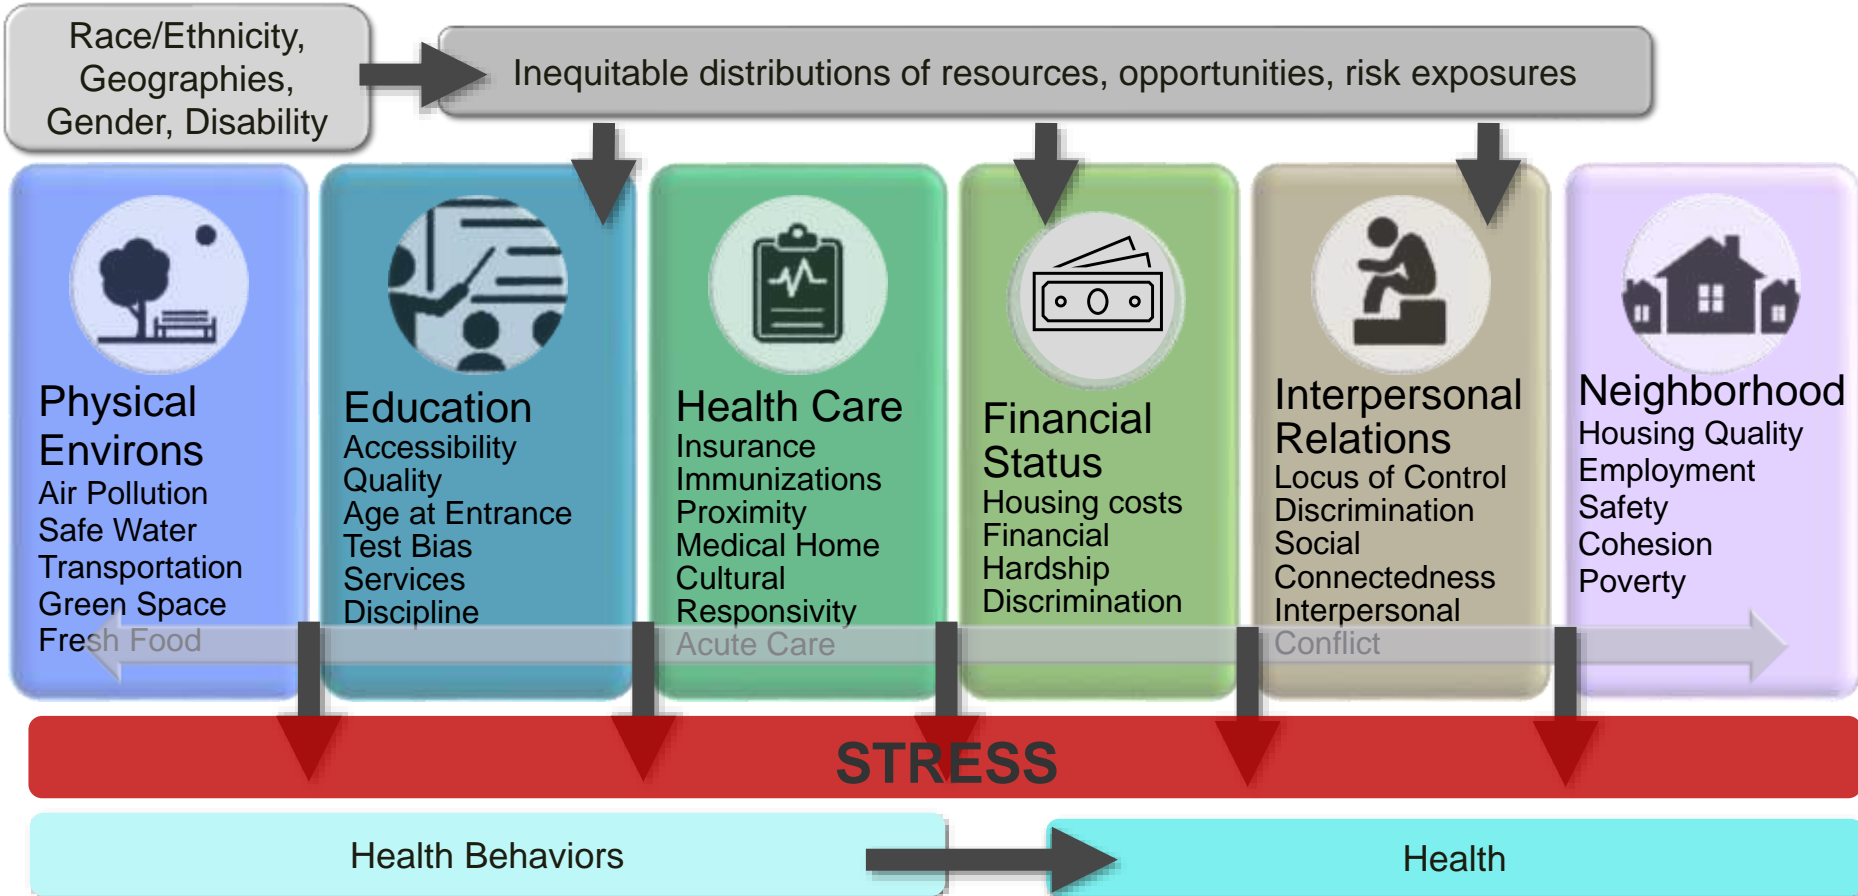 Race/Ethnicity,
Geographies,
Gender, Disability
Inequitable distributions of resources, opportunities, risk exposures
Physical
Environs
Air Pollution
Safe Water
Transportation
Green Space
Fresh Food
Education
Accessibility
Quality
Age at Entrance
Test Bias
Services
Discipline
Health Care
Insurance
Immunizations
Proximity
Medical Home
Cultural
Responsivity
Acute Care
Financial
Status
Housing costs
Financial
Hardship
Discrimination
Interpersonal
Relations
Locus of Control
Discrimination
Social
Connectedness
Interpersonal
Conflict
Neighborhood
Housing Quality
Employment
Safety
Cohesion
Poverty
STRESS
Health Behaviors
Health